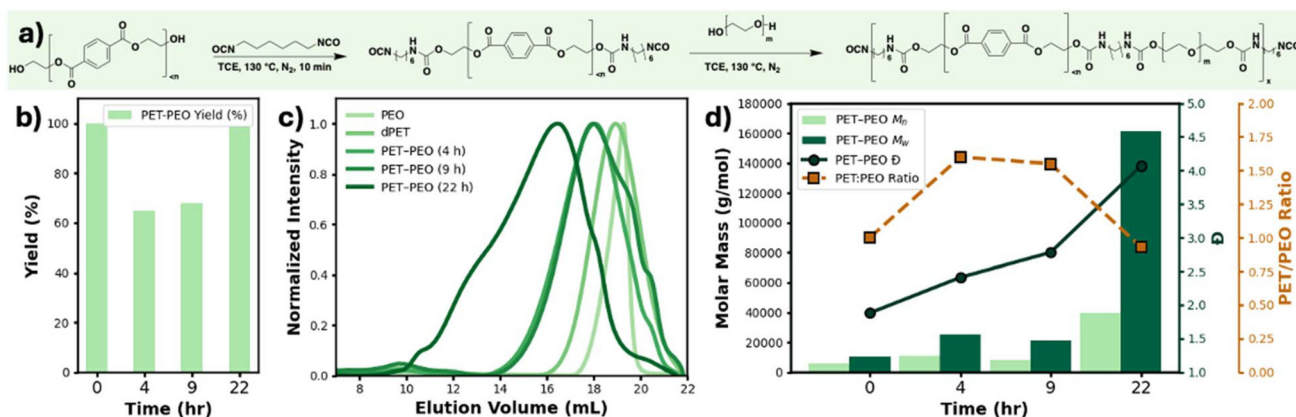 a)
HO
O
O
O
O
OH
<n
OCN
NCO
TCE, 130 °C, N₂, 10 min
OCN
6
H
N
O
O
O
O
O
O
<n
O
O
N
H
6
NCO
HO
O
H
m
TCE, 130 °C, N₂
OCN
6
H
N
O
O
O
O
O
O
<n
O
O
H
N
6
N
H
O
O
O
m
O
O
N
H
x
6
NCO
b)
PET-PEO Yield (%)
Yield (%)
100
80
60
40
20
0
0 4 9 22
Time (hr)
c)
PEO
dPET
PET–PEO (4 h)
PET–PEO (9 h)
PET–PEO (22 h)
Normalized Intensity
1.0
0.8
0.6
0.4
0.2
0.0
8 10 12 14 16 18 20 22
Elution Volume (mL)
d)
PET–PEO Mn
PET–PEO Mw
PET–PEO Đ
PET:PEO Ratio
Molar Mass (g/mol)
180000
160000
140000
120000
100000
80000
60000
40000
20000
0
0 4 9 22
Time (hr)
5.0
4.5
4.0
3.5
3.0
2.5
2.0
1.5
1.0
Đ
2.00
1.75
1.50
1.25
1.00
0.75
0.50
0.25
0.00
PET/PEO Ratio